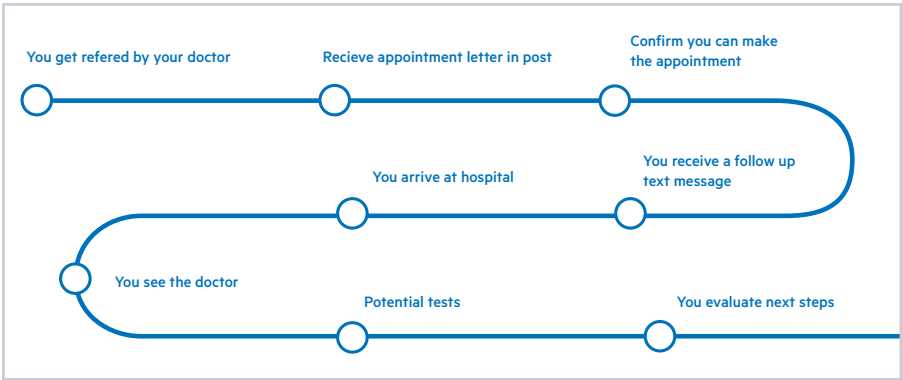 You get refered by your doctor
Recieve appointment letter in post
Confirm you can make
the appointment
You receive a follow up
text message
You arrive at hospital
You see the doctor
Potential tests
You evaluate next steps